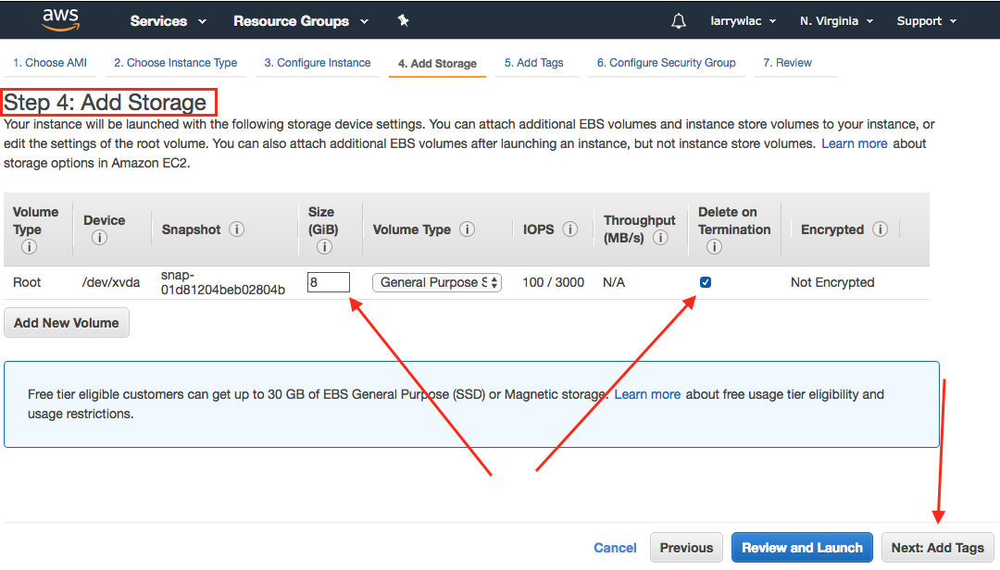 aws Services Resource Groups larrywlac N. Virginia Support
1. Choose AMI 2. Choose Instance Type 3. Configure Instance 4. Add Storage 5. Add Tags 6. Configure Security Group 7. Review
Step 4: Add Storage
Your instance will be launched with the following storage device settings. You can attach additional EBS volumes and instance store volumes to your instance, or
edit the settings of the root volume. You can also attach additional EBS volumes after launching an instance, but not instance store volumes. Learn more about
storage options in Amazon EC2.
Volume
Type
i
Device
i
Snapshot i
Size
(GiB)
i
Volume Type i
IOPS i
Throughput
(MB/s) i
Delete on
Termination
i
Encrypted i
Root
/dev/xvda
snap-
01d81204beb02804b
8
General Purpose S
100 / 3000
N/A
Not Encrypted
Add New Volume
Free tier eligible customers can get up to 30 GB of EBS General Purpose (SSD) or Magnetic storage. Learn more about free usage tier eligibility and
usage restrictions.
Cancel Previous Review and Launch Next: Add Tags